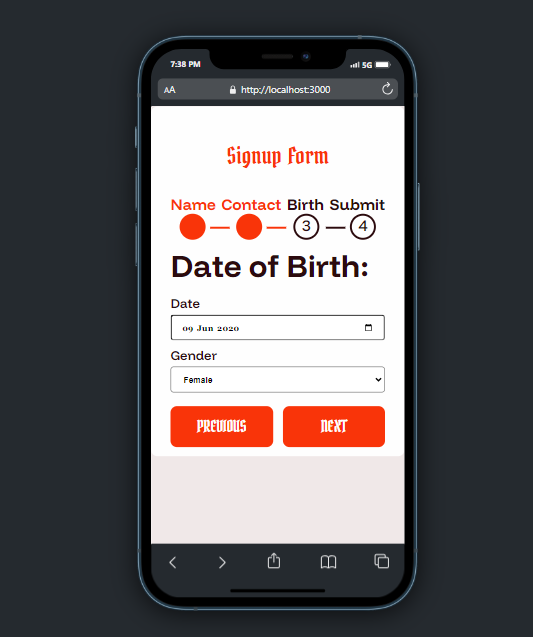 7:38 PM 5G
AA http://localhost:3000
Signup Form
Name Contact Birth Submit
3 4
Date of Birth:
Date
09 Jun 2020
Gender
Female
PREVIOUS NEXT